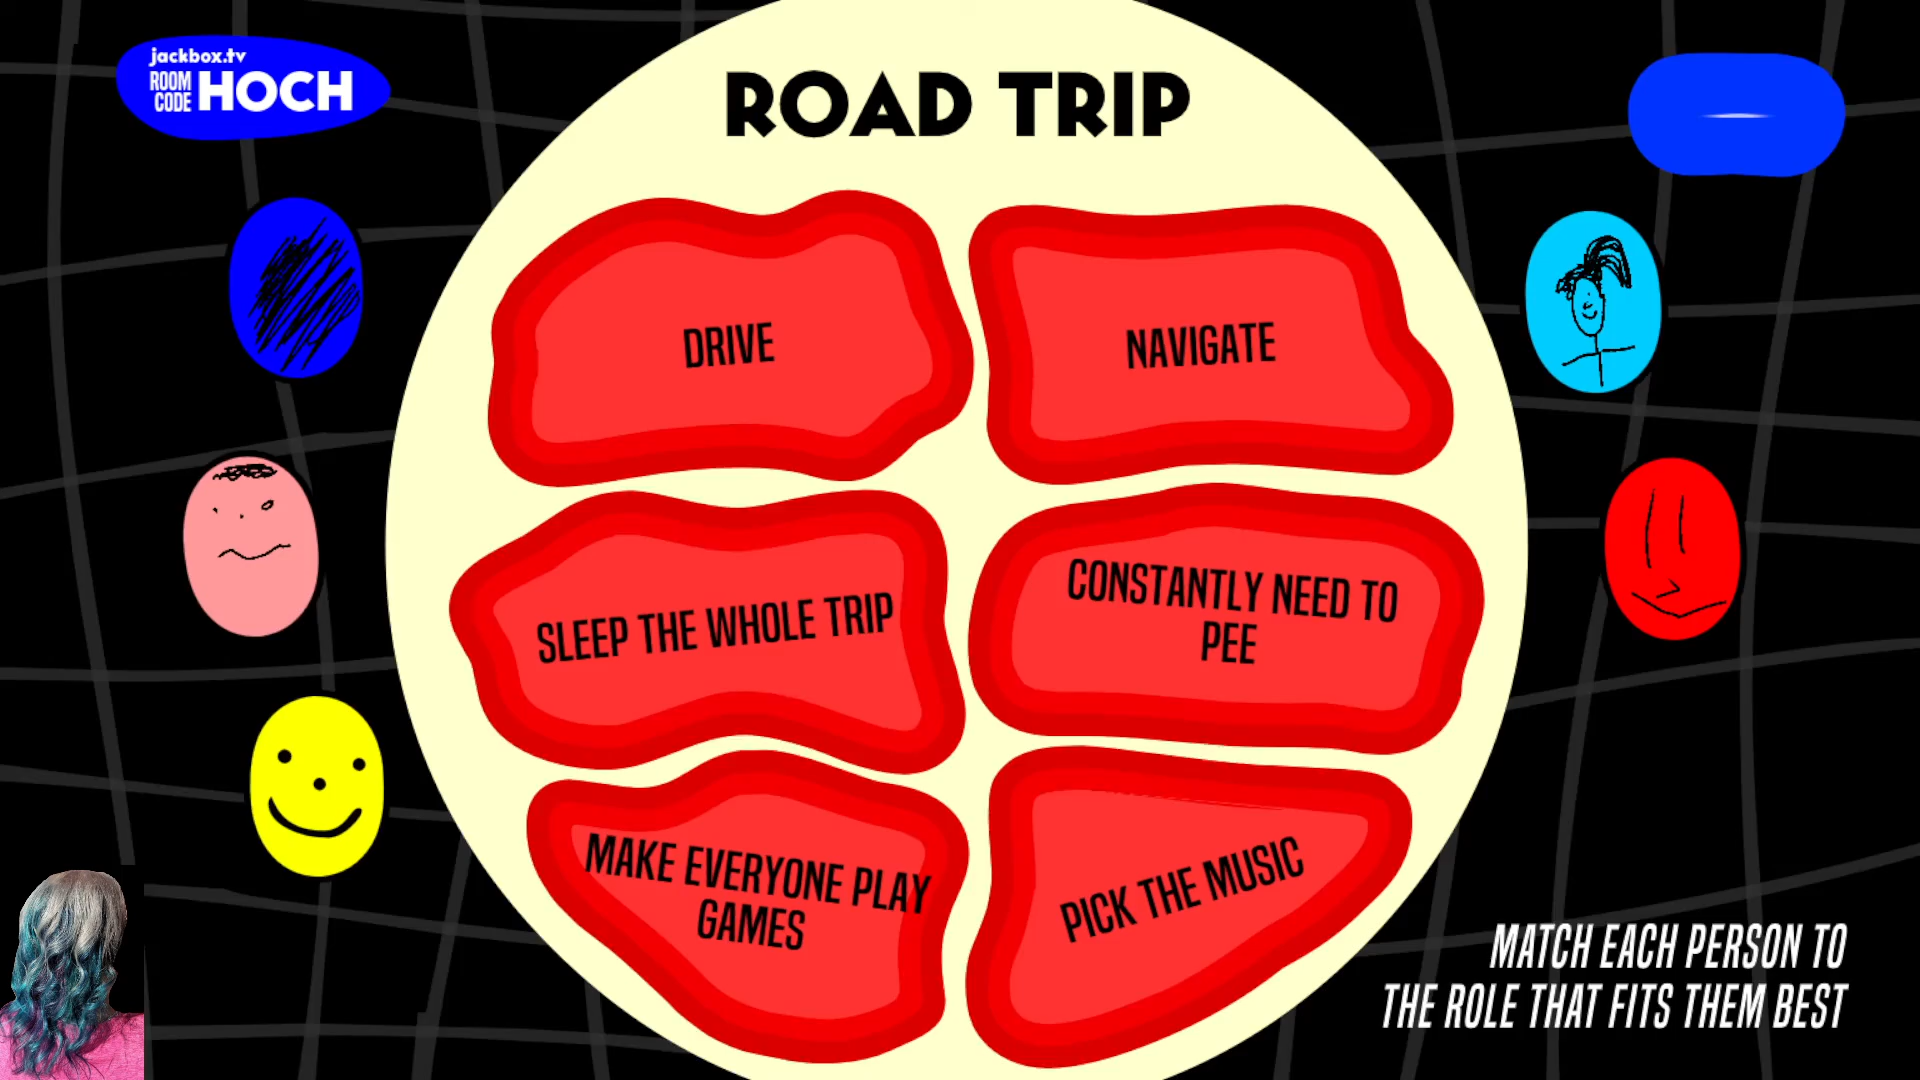 jackbox.tv
ROOM CODE HOCH
ROAD TRIP
DRIVE
NAVIGATE
SLEEP THE WHOLE TRIP
CONSTANTLY NEED TO
PEE
MAKE EVERYONE PLAY
GAMES
PICK THE MUSIC
MATCH EACH PERSON TO
THE ROLE THAT FITS THEM BEST